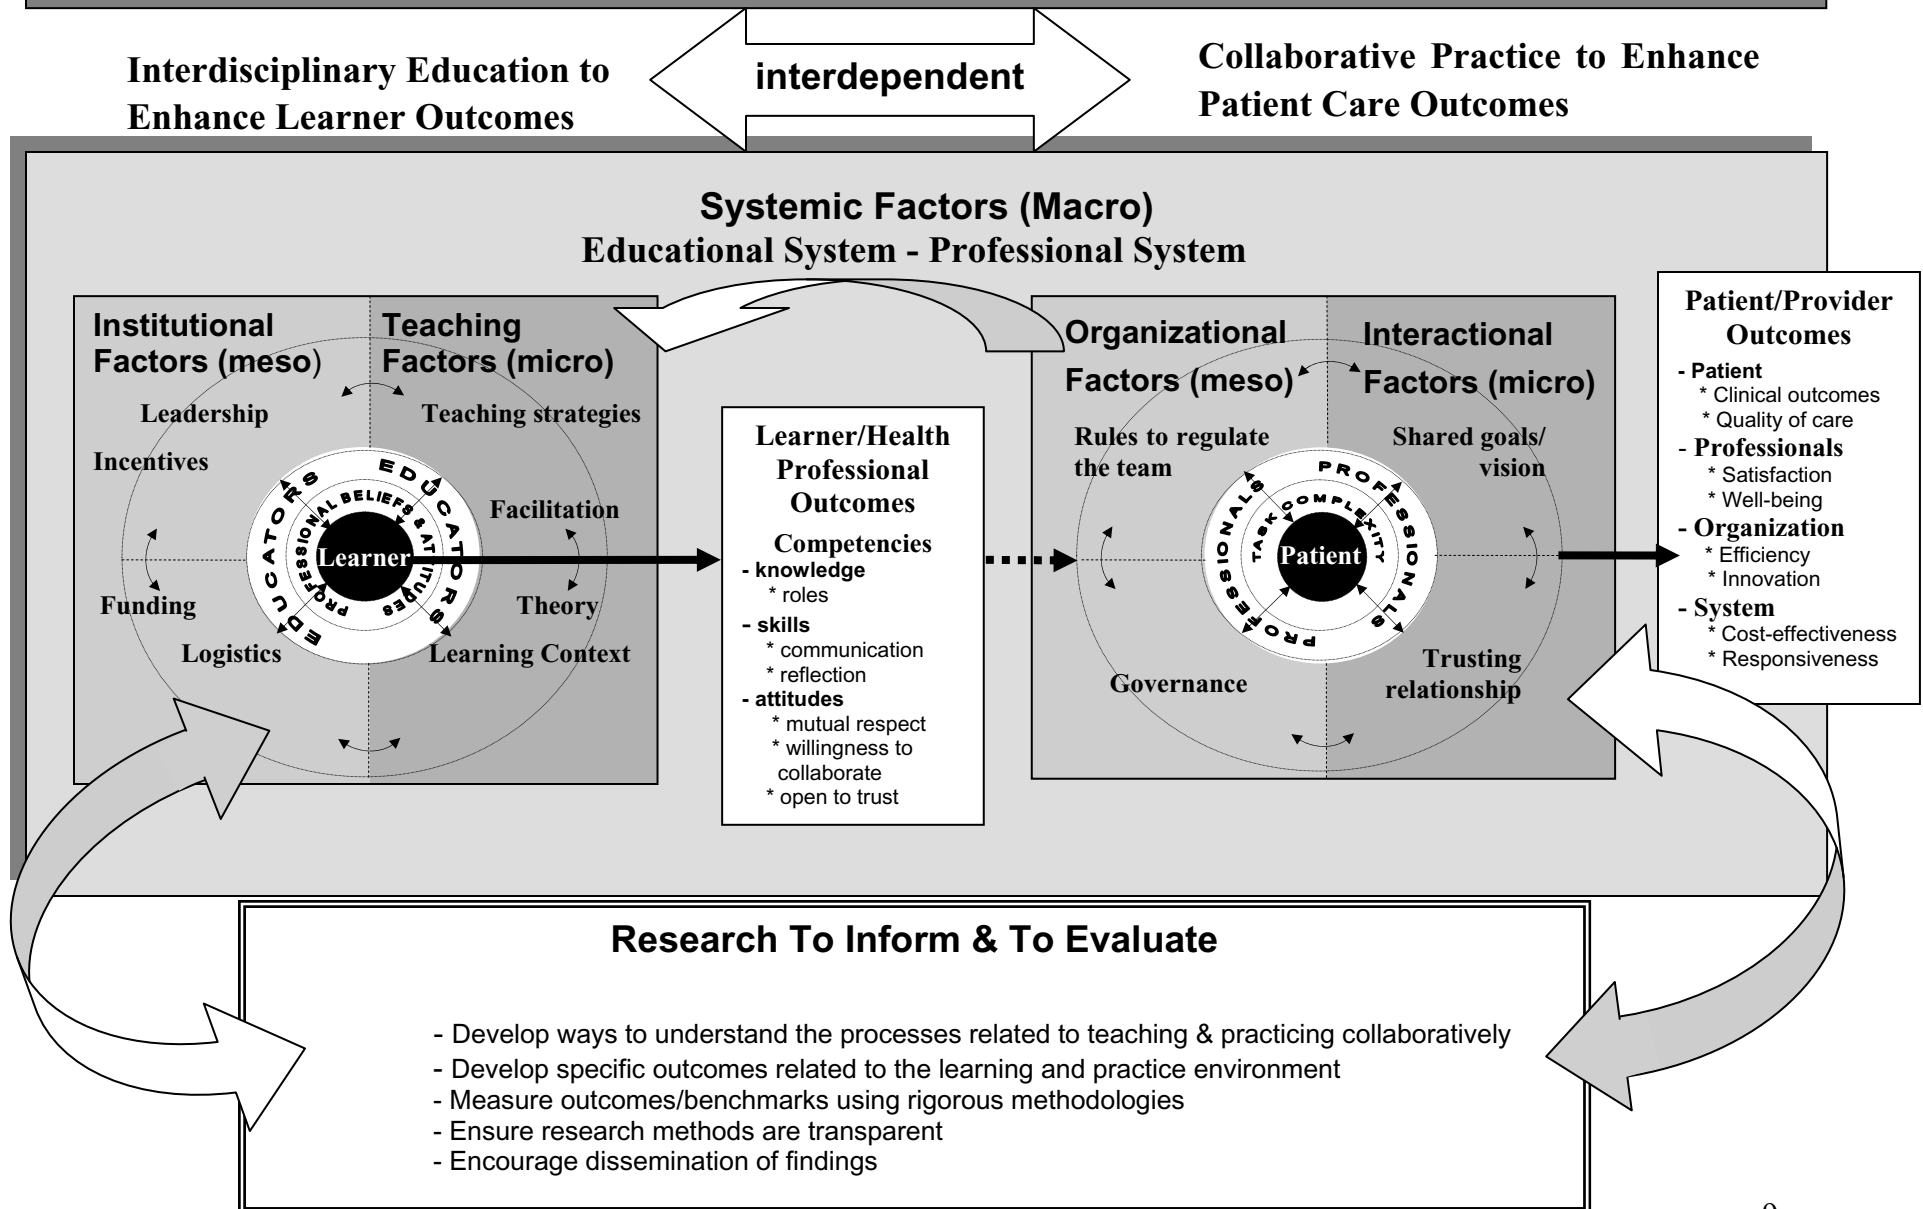 Interdisciplinary Education to
Enhance Learner Outcomes
interdependent
Collaborative Practice to Enhance
Patient Care Outcomes
Systemic Factors (Macro)
Educational System - Professional System
Institutional
Factors (meso)
Teaching
Factors (micro)
Leadership
Teaching strategies
Incentives
Facilitation
Funding
Theory
Logistics
Learning Context
EDUCATORS
EDUCATORS
PROFESSIONAL BELIEFS & ATTITUDES
Learner
Learner/Health
Professional
Outcomes
Competencies
- knowledge
* roles
- skills
* communication
* reflection
- attitudes
* mutual respect
* willingness to
collaborate
* open to trust
Organizational
Factors (meso)
Interactional
Factors (micro)
Rules to regulate
the team
Shared goals/
vision
Governance
Trusting
relationship
PROFESSIONALS
PROFESSIONALS
TASK COMPLEXITY
Patient
Patient/Provider
Outcomes
- Patient
* Clinical outcomes
* Quality of care
- Professionals
* Satisfaction
* Well-being
- Organization
* Efficiency
* Innovation
- System
* Cost-effectiveness
* Responsiveness
Research To Inform & To Evaluate
- Develop ways to understand the processes related to teaching & practicing collaboratively
- Develop specific outcomes related to the learning and practice environment
- Measure outcomes/benchmarks using rigorous methodologies
- Ensure research methods are transparent
- Encourage dissemination of findings